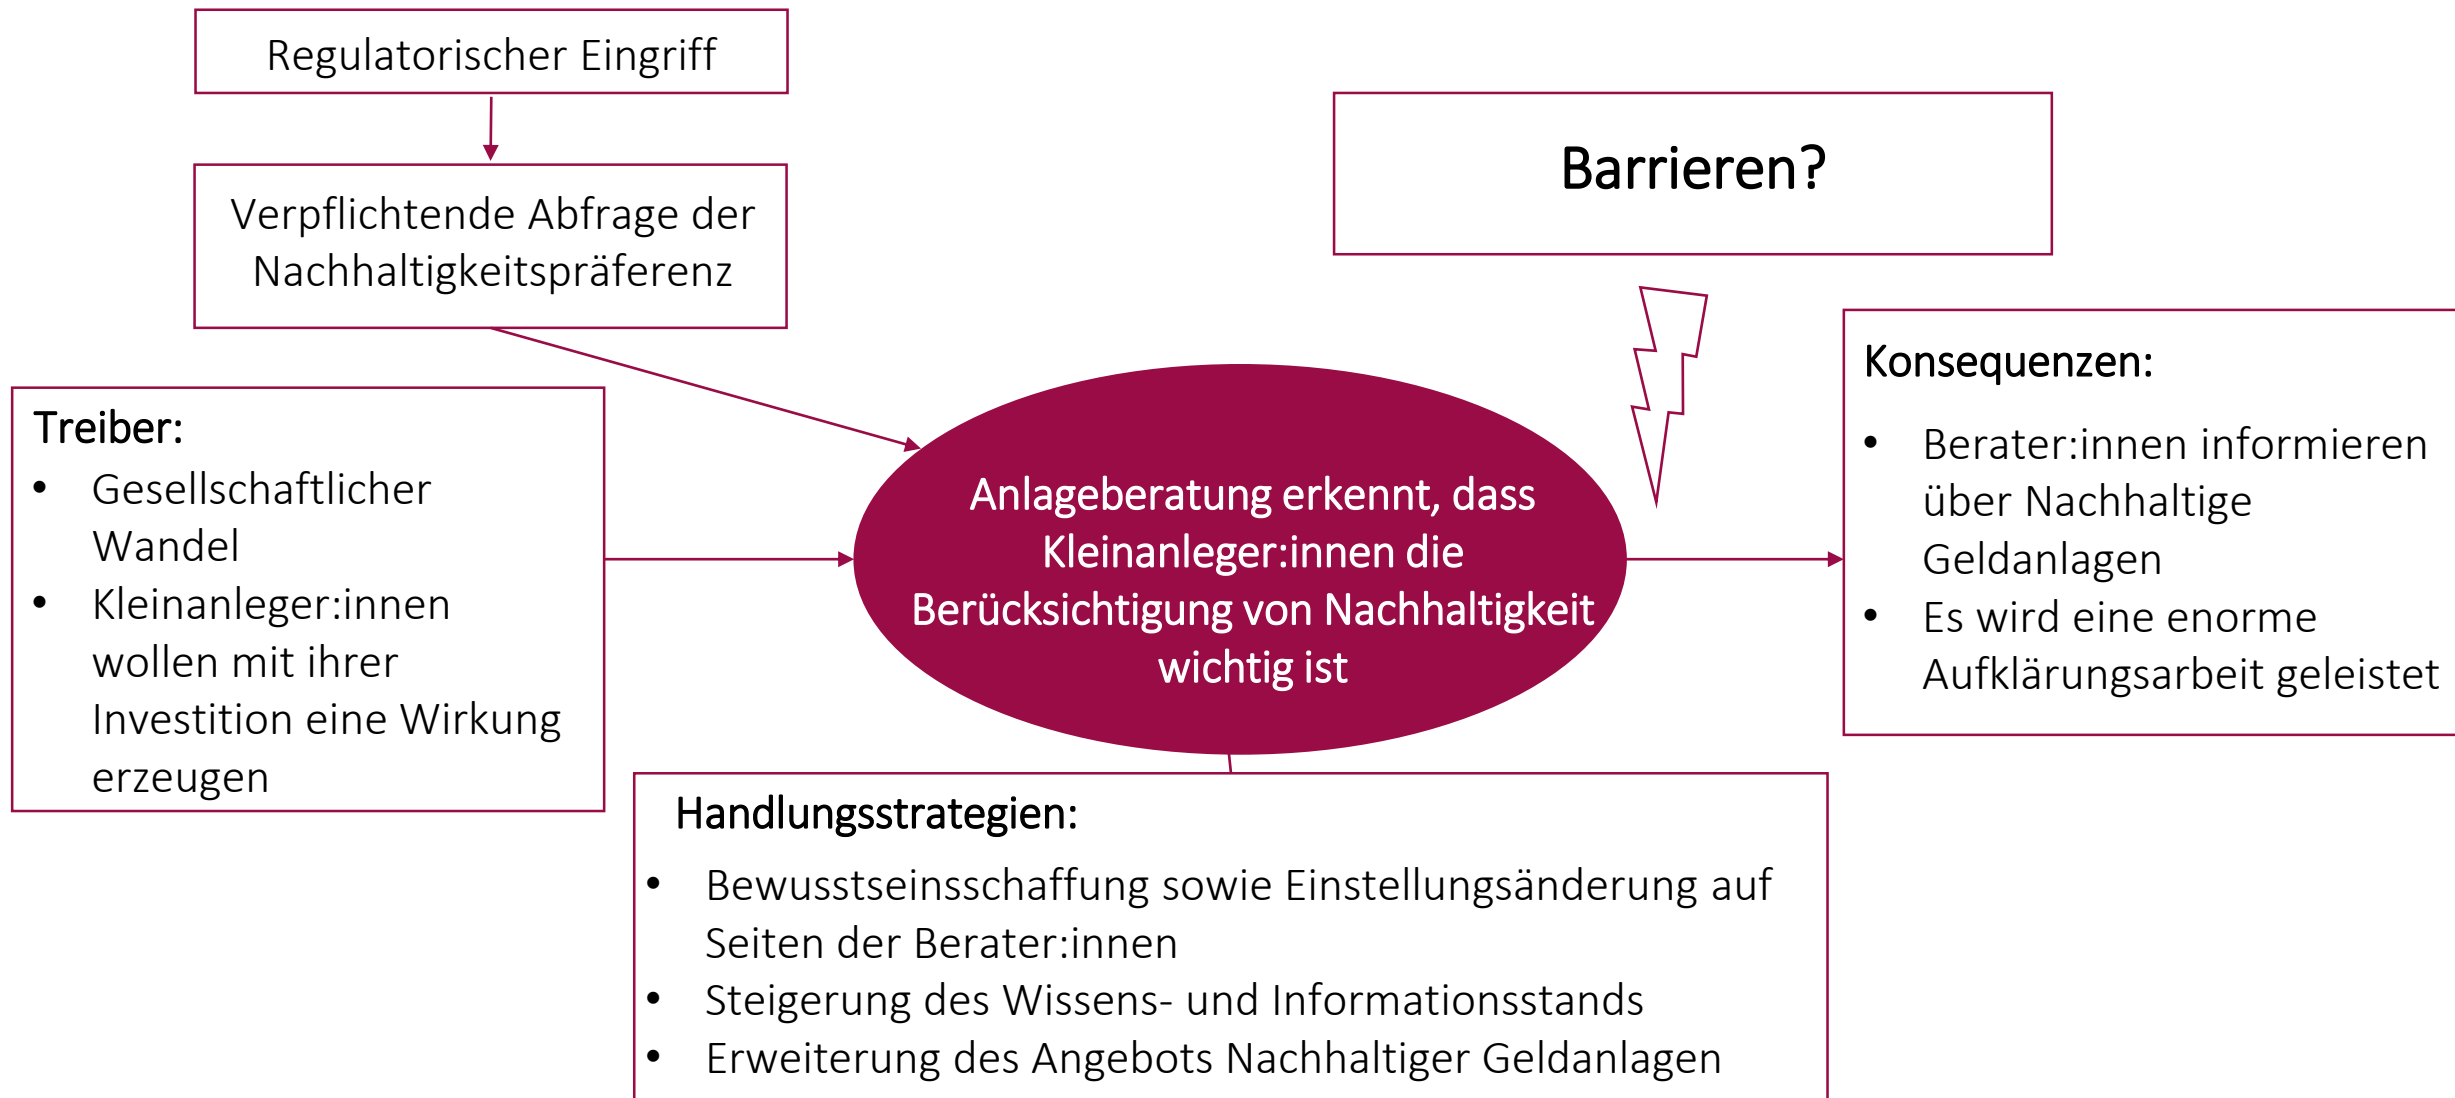 Regulatorischer Eingriff
Verpflichtende Abfrage der
Nachhaltigkeitspräferenz
Barrieren?
Treiber:
• Gesellschaftlicher
Wandel
• Kleinanleger:innen
wollen mit ihrer
Investition eine Wirkung
erzeugen
Anlageberatung erkennt, dass
Kleinanleger:innen die
Berücksichtigung von Nachhaltigkeit
wichtig ist
Konsequenzen:
• Berater:innen informieren
über Nachhaltige
Geldanlagen
• Es wird eine enorme
Aufklärungsarbeit geleistet
Handlungsstrategien:
• Bewusstseinsschaffung sowie Einstellungsänderung auf
Seiten der Berater:innen
• Steigerung des Wissens- und Informationsstands
• Erweiterung des Angebots Nachhaltiger Geldanlagen